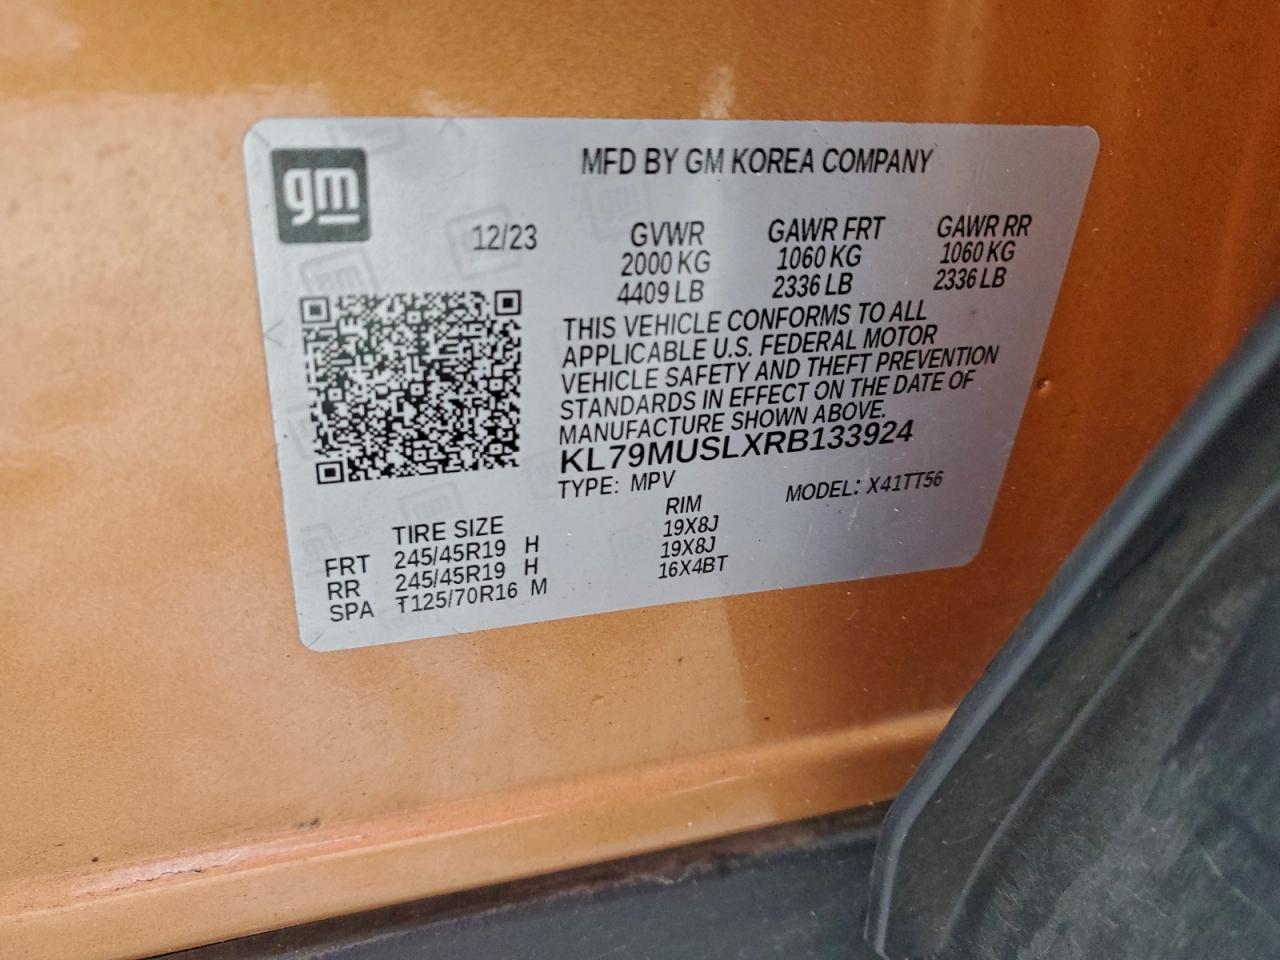 gm
MFD BY GM KOREA COMPANY
12/23
GVWR GAWR FRT GAWR RR
2000 KG 1060 KG 1060 KG
4409 LB 2336 LB 2336 LB
THIS VEHICLE CONFORMS TO ALL
APPLICABLE U.S. FEDERAL MOTOR
VEHICLE SAFETY AND THEFT PREVENTION
STANDARDS IN EFFECT ON THE DATE OF
MANUFACTURE SHOWN ABOVE.
KL79MUSLXRB133924
TYPE: MPV MODEL: X41TT56
TIRE SIZE RIM
FRT 245/45R19 H 19X8J
RR 245/45R19 H 19X8J
SPA T125/70R16 M 16X4BT